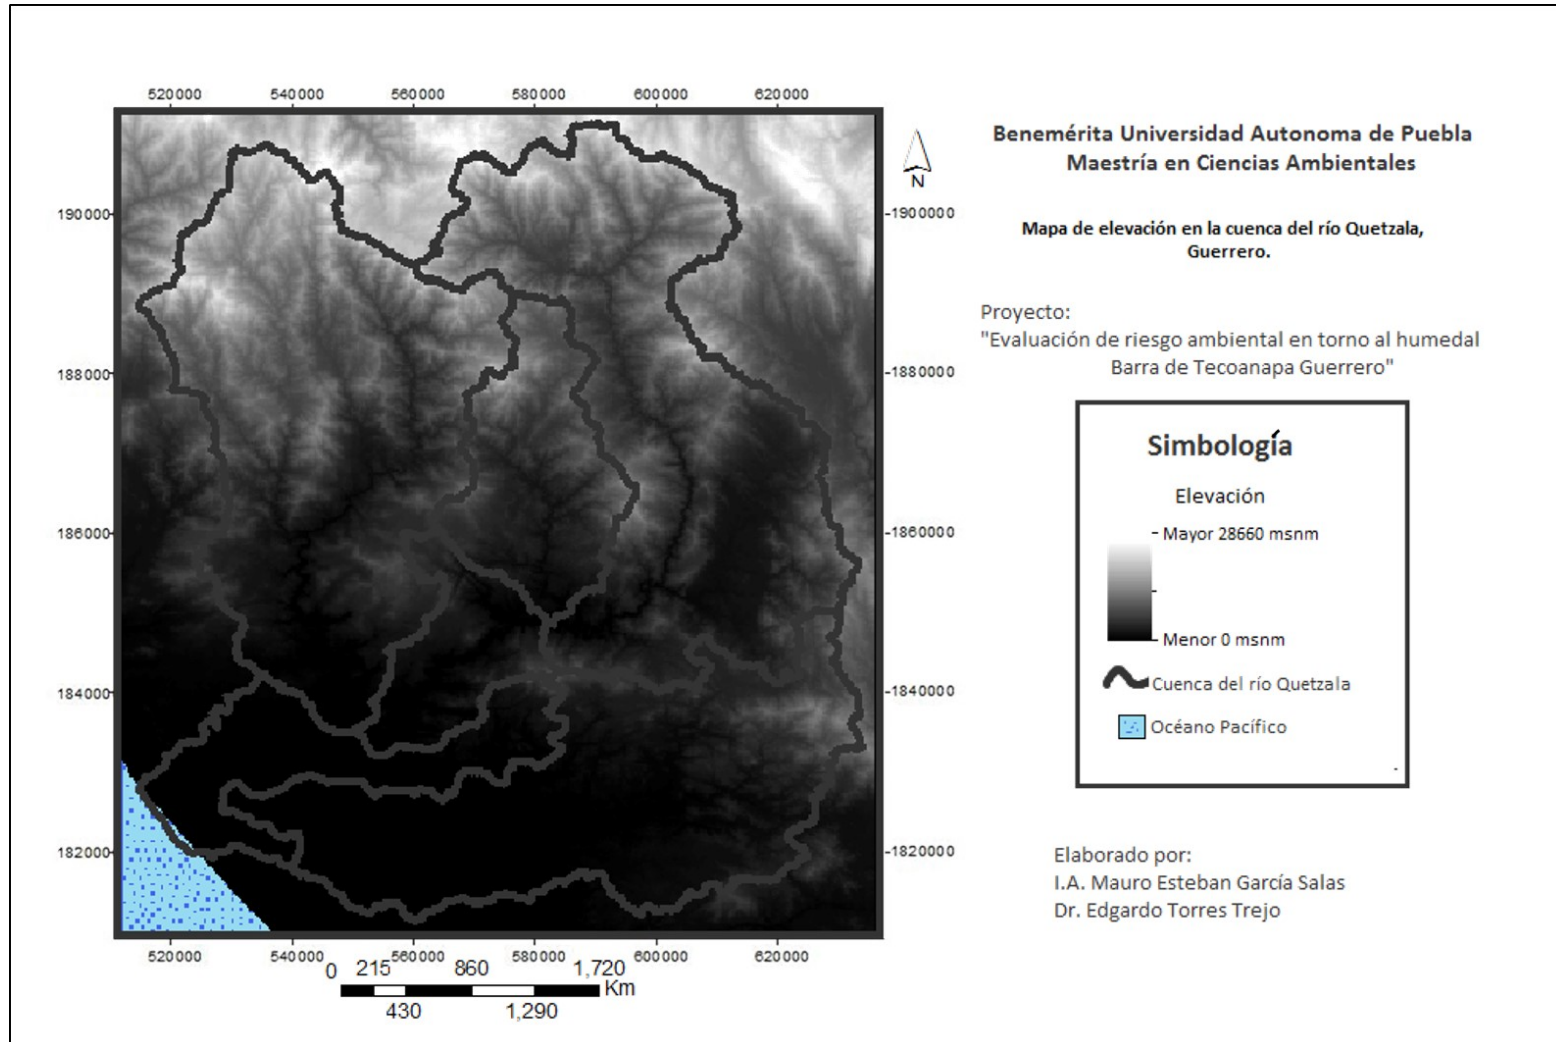 520000 540000 560000 580000 600000 620000
190000
188000
186000
184000
182000
1900000
1880000
1860000
1840000
1820000
520000 540000 560000 580000 600000 620000
0 215 860 1,720
Km
430 1,290
N
Benemérita Universidad Autonoma de Puebla
Maestría en Ciencias Ambientales
Mapa de elevación en la cuenca del río Quetzala,
Guerrero.
Proyecto:
"Evaluación de riesgo ambiental en torno al humedal
Barra de Tecoanapa Guerrero"
Simbología
Elevación
Mayor 28660 msnm
Menor 0 msnm
Cuenca del río Quetzala
Océano Pacífico
Elaborado por:
I.A. Mauro Esteban García Salas
Dr. Edgardo Torres Trejo